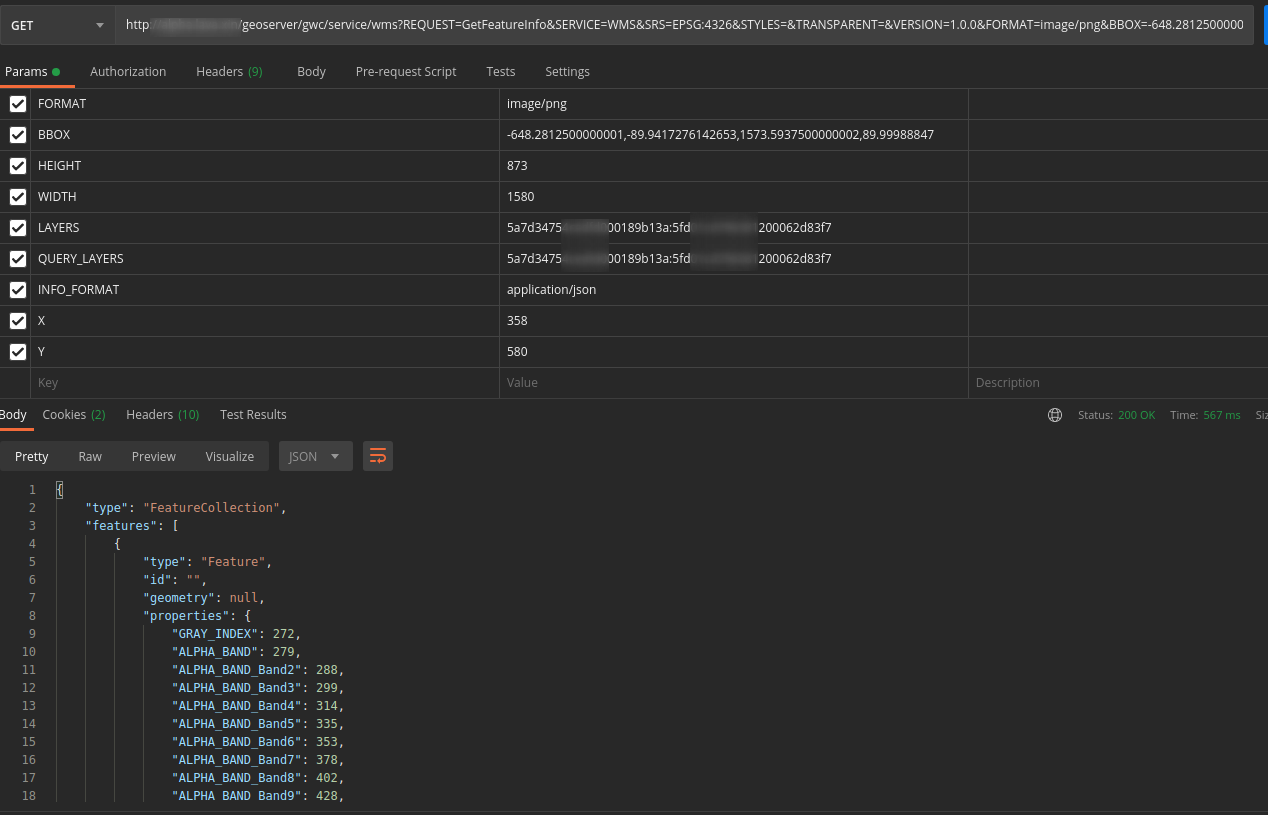 GET http /geoserver/gwc/service/wms?REQUEST=GetFeatureInfo&SERVICE=WMS&SRS=EPSG:4326&STYLES=&TRANSPARENT=&VERSION=1.0.0&FORMAT=image/png&BBOX=-648.2812500000
Params Authorization Headers (9) Body Pre-request Script Tests Settings
FORMAT image/png
BBOX -648.2812500000001,-89.9417276142653,1573.5937500000002,89.99988847
HEIGHT 873
WIDTH 1580
LAYERS 5a7d3475 00189b13a:5fd 200062d83f7
QUERY_LAYERS 5a7d3475 00189b13a:5fd 200062d83f7
INFO_FORMAT application/json
X 358
Y 580
Key Value Description
Body Cookies (2) Headers (10) Test Results Status: 200 OK Time: 567 ms Siz
Pretty Raw Preview Visualize JSON
1 {
2 "type": "FeatureCollection",
3 "features": [
4 {
5 "type": "Feature",
6 "id": "",
7 "geometry": null,
8 "properties": {
9 "GRAY_INDEX": 272,
10 "ALPHA_BAND": 279,
11 "ALPHA_BAND_Band2": 288,
12 "ALPHA_BAND_Band3": 299,
13 "ALPHA_BAND_Band4": 314,
14 "ALPHA_BAND_Band5": 335,
15 "ALPHA_BAND_Band6": 353,
16 "ALPHA_BAND_Band7": 378,
17 "ALPHA_BAND_Band8": 402,
18 "ALPHA_BAND_Band9": 428,